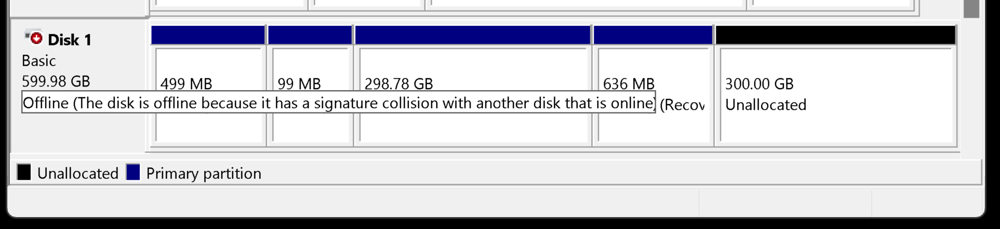 Disk 1
Basic
599.98 GB
Offline (The disk is offline because it has a signature collision with another disk that is online)
499 MB
99 MB
298.78 GB
636 MB
(Recov
300.00 GB
Unallocated
Unallocated
Primary partition